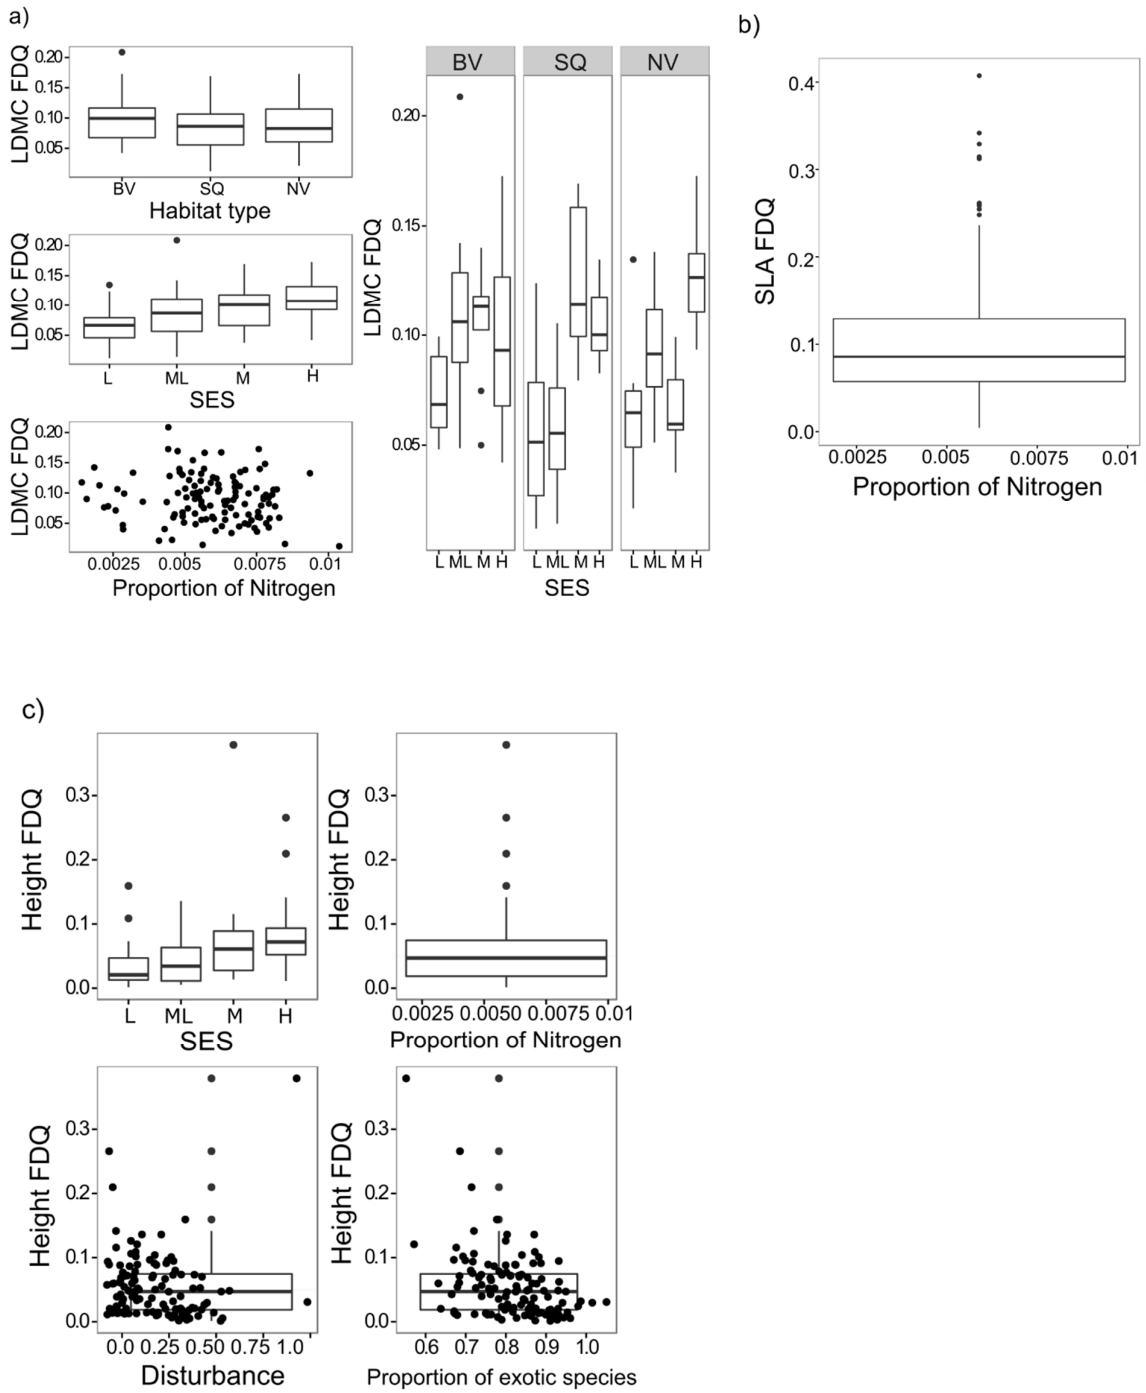 a)
LDMC FDQ
0.20
0.15
0.10
0.05
BV SQ NV
Habitat type
LDMC FDQ
0.20
0.15
0.10
0.05
L ML M H
SES
LDMC FDQ
0.20
0.15
0.10
0.05
0.0025 0.005 0.0075 0.01
Proportion of Nitrogen
BV SQ NV
LDMC FDQ
0.20
0.15
0.10
0.05
L ML M H L ML M H L ML M H
SES
b)
SLA FDQ
0.4
0.3
0.2
0.1
0.0
0.0025 0.005 0.0075 0.01
Proportion of Nitrogen
c)
Height FDQ
0.3
0.2
0.1
0.0
L ML M H
SES
Height FDQ
0.3
0.2
0.1
0.0
0.0025 0.0050 0.0075 0.01
Proportion of Nitrogen
Height FDQ
0.3
0.2
0.1
0.0
0.0 0.25 0.50 0.75 1.0
Disturbance
Height FDQ
0.3
0.2
0.1
0.0
0.6 0.7 0.8 0.9 1.0
Proportion of exotic species